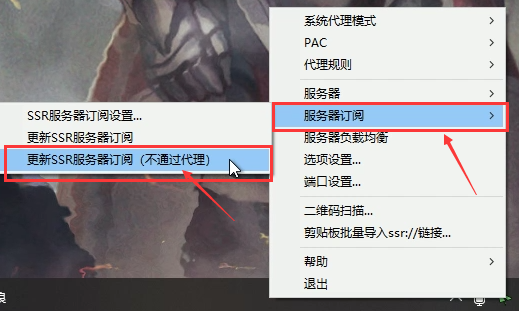 系统代理模式
PAC
代理规则
服务器
服务器订阅
服务器负载均衡
选项设置...
端口设置...
二维码扫描...
剪贴板批量导入ssr://链接...
帮助
退出
SSR服务器订阅设置...
更新SSR服务器订阅
更新SSR服务器订阅（不通过代理）